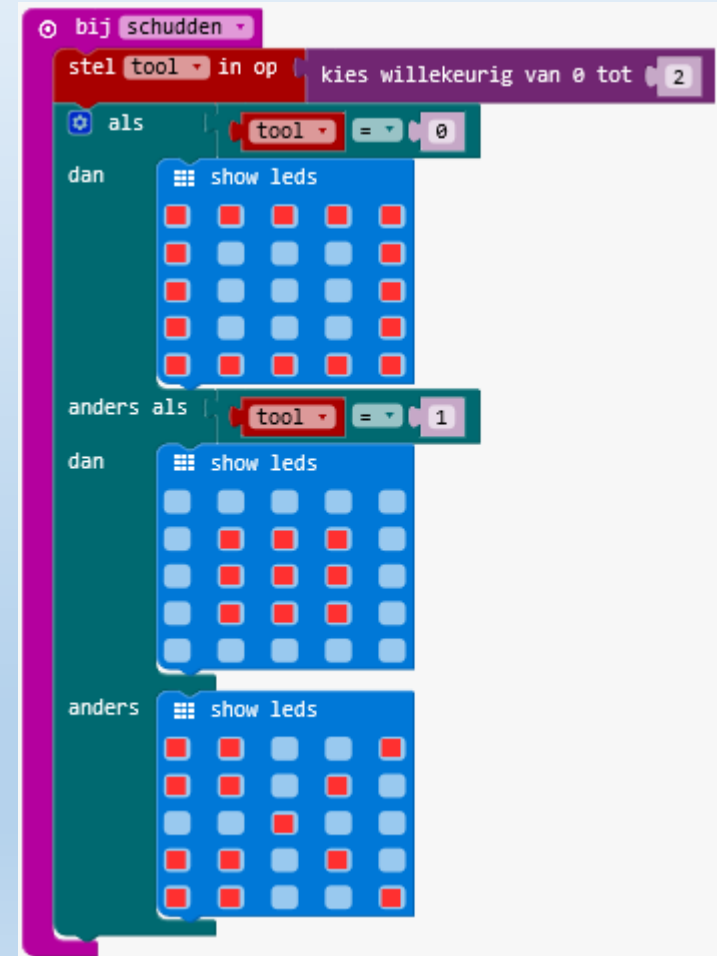 bij schudden
stel tool in op kies willekeurig van 0 tot 2
als tool = 0
dan show leds
anders als tool = 1
dan show leds
anders show leds